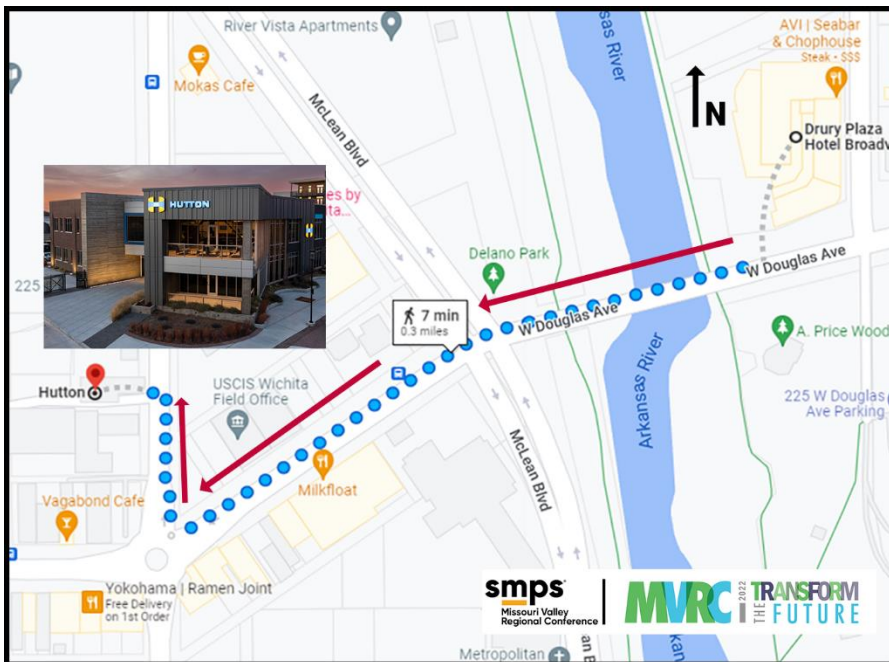 River Vista Apartments
Mokas Cafe
McLean Blvd
Arkansas River
AVI | Seabar
& Chophouse
Steak - $$$
N
Drury Plaza
Hotel Broadv
HUTTON
H
225
Delano Park
W Douglas Ave
7 min
0.3 miles
W Douglas Ave
A. Price Wood
Hutton
USCIS Wichita
Field Office
225 W Douglas
Ave Parking
Arkansas River
McLean Blvd
Milkfloat
Vagabond Cafe
Yokohama | Ramen Joint
Free Delivery
on 1st Order
smps
Missouri Valley
Regional Conference
MVRC 2022 TRANSFORM
THE FUTURE
Metropolitan